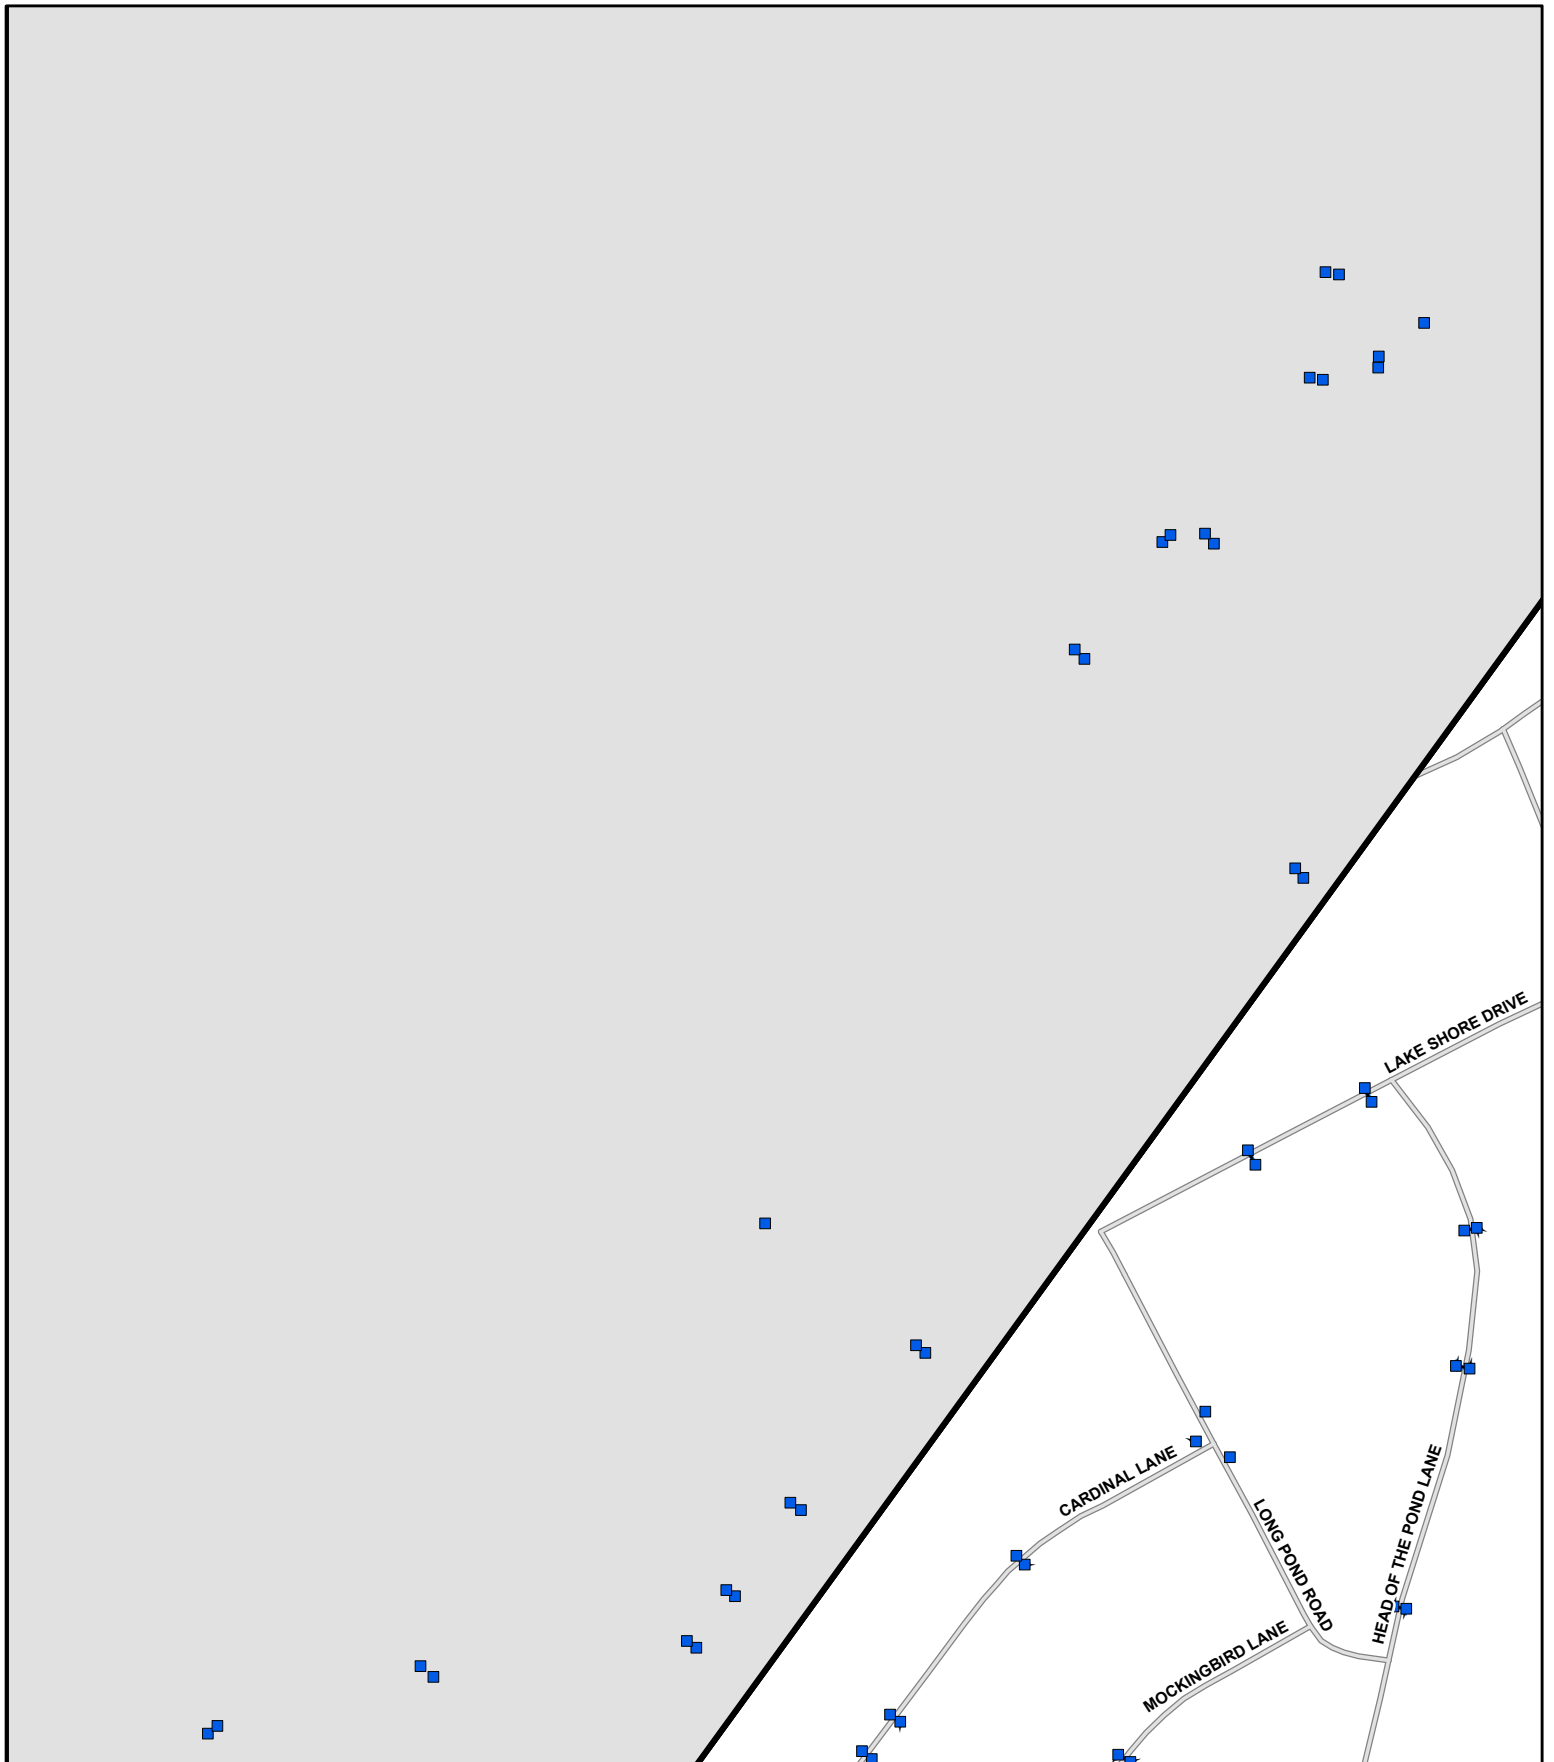 LAKE SHORE DRIVE
CARDINAL LANE
LONG POND ROAD
HEAD OF THE POND LANE
MOCKINGBIRD LANE